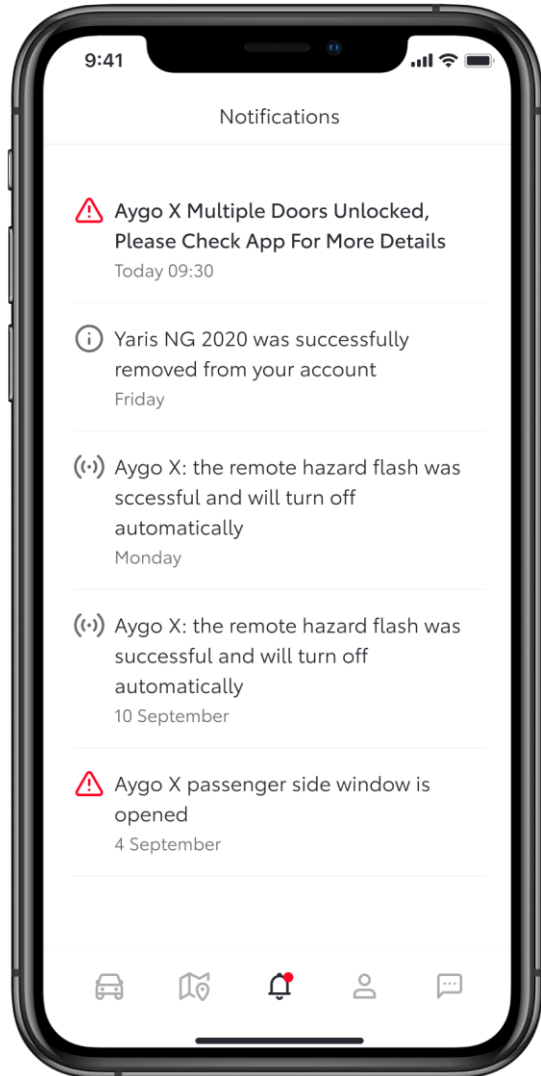 9:41
Notifications
Aygo X Multiple Doors Unlocked,
Please Check App For More Details
Today 09:30
Yaris NG 2020 was successfully
removed from your account
Friday
Aygo X: the remote hazard flash was
sccessful and will turn off
automatically
Monday
Aygo X: the remote hazard flash was
successful and will turn off
automatically
10 September
Aygo X passenger side window is
opened
4 September